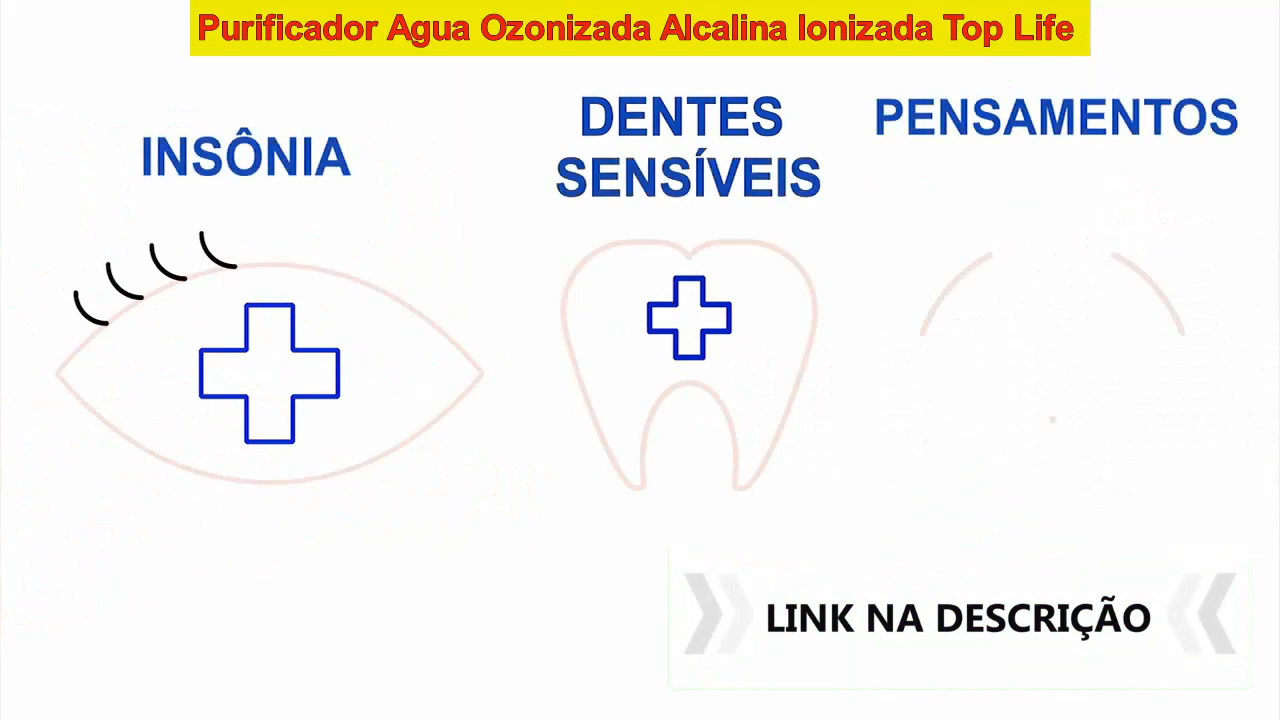 Purificador Agua Ozonizada Alcalina Ionizada Top Life
INSÔNIA
DENTES
SENSÍVEIS
PENSAMENTOS
LINK NA DESCRIÇÃO